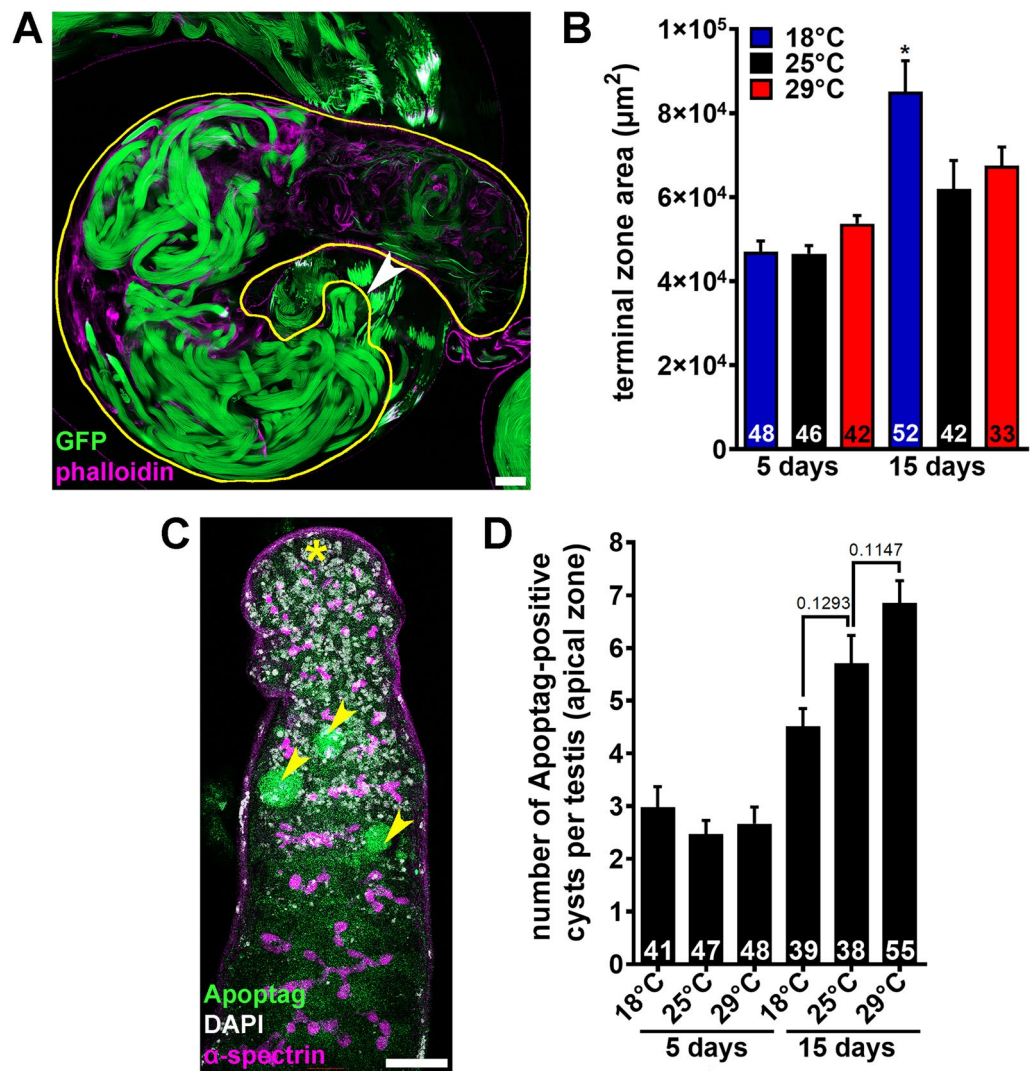 A
GFP
phalloidin
B
terminal zone area (µm²)
1×10⁵
8×10⁴
6×10⁴
4×10⁴
2×10⁴
0
18°C
25°C
29°C
*
48
46
42
52
42
33
5 days
15 days
C
*
Apoptag
DAPI
α-spectrin
D
number of Apoptag-positive
cysts per testis (apical zone)
8
7
6
5
4
3
2
1
0
0.1147
0.1293
41
47
48
39
38
55
18°C
25°C
29°C
18°C
25°C
29°C
5 days
15 days